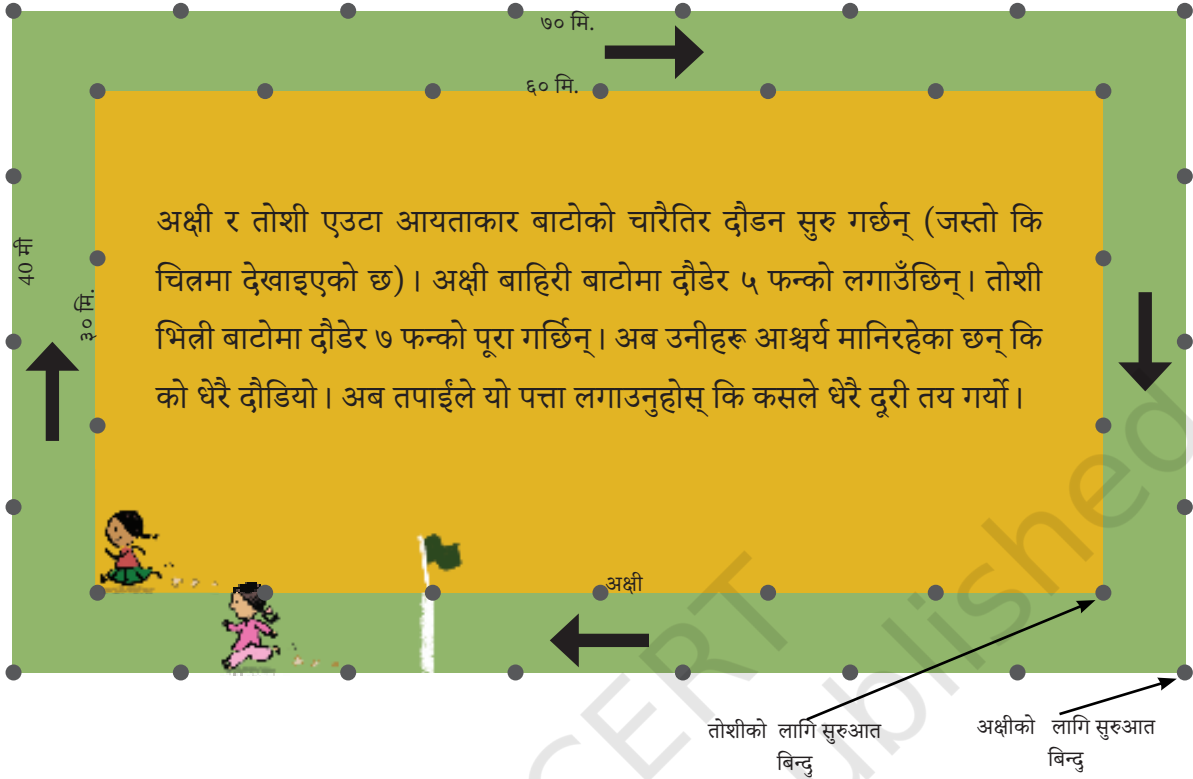 ७० मि.
६० मि.
40 मी
३० मि.
अक्षी र तोशी एउटा आयताकार बाटोको चारैतिर दौडन सुरु गर्छन् (जस्तो कि
चित्रमा देखाइएको छ)। अक्षी बाहिरी बाटोमा दौडेर ५ फन्को लगाउँछिन्। तोशी
भित्री बाटोमा दौडेर ७ फन्को पूरा गर्छिन्। अब उनीहरू आश्चर्य मानिरहेका छन् कि
को धेरै दौडियो। अब तपाईंले यो पत्ता लगाउनुहोस् कि कसले धेरै दूरी तय गर्यो।
अक्षी
तोशीको लागि सुरुआत
बिन्दु
अक्षीको लागि सुरुआत
बिन्दु